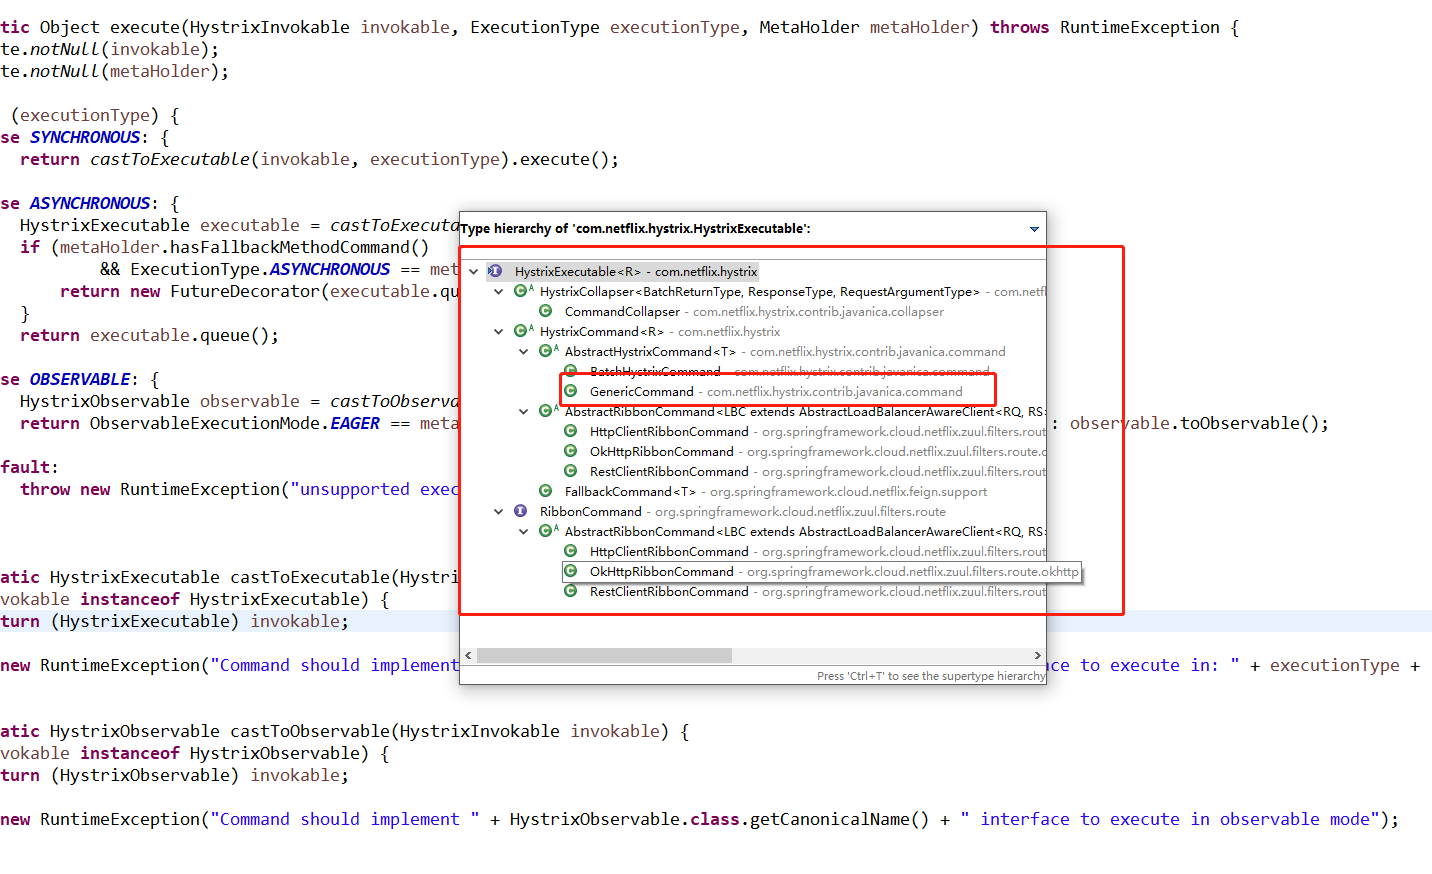 tic Object execute(HystrixInvokable invokable, ExecutionType executionType, MetaHolder metaHolder) throws RuntimeException {
te.notNull(invokable);
te.notNull(metaHolder);
(executionType) {
se SYNCHRONOUS: {
return castToExecutable(invokable, executionType).execute();
se ASYNCHRONOUS: {
HystrixExecutable executable = castToExecuta
if (metaHolder.hasFallbackMethodCommand()
&& ExecutionType.ASYNCHRONOUS == met
return new FutureDecorator(executable.qu
}
return executable.queue();
se OBSERVABLE: {
HystrixObservable observable = castToObserva
return ObservableExecutionMode.EAGER == meta : observable.toObservable();
fault:
throw new RuntimeException("unsupported exec
atic HystrixExecutable castToExecutable(Hystri
vokable instanceof HystrixExecutable) {
turn (HystrixExecutable) invokable;
new RuntimeException("Command should implement ce to execute in: " + executionType +
atic HystrixObservable castToObservable(HystrixInvokable invokable) {
vokable instanceof HystrixObservable) {
turn (HystrixObservable) invokable;
new RuntimeException("Command should implement " + HystrixObservable.class.getCanonicalName() + " interface to execute in observable mode");
Type hierarchy of 'com.netflix.hystrix.HystrixExecutable':
HystrixExecutable<R> - com.netflix.hystrix
HystrixCollapser<BatchReturnType, ResponseType, RequestArgumentType> - com.netfl
CommandCollapser - com.netflix.hystrix.contrib.javanica.collapser
HystrixCommand<R> - com.netflix.hystrix
AbstractHystrixCommand<T> - com.netflix.hystrix.contrib.javanica.command
BatchHystrixCommand - com.netflix.hystrix.contrib.javanica.command
GenericCommand - com.netflix.hystrix.contrib.javanica.command
AbstractRibbonCommand<LBC extends AbstractLoadBalancerAwareClient<RQ, RS>
HttpClientRibbonCommand - org.springframework.cloud.netflix.zuul.filters.rout
OkHttpRibbonCommand - org.springframework.cloud.netflix.zuul.filters.route.o
RestClientRibbonCommand - org.springframework.cloud.netflix.zuul.filters.rout
FallbackCommand<T> - org.springframework.cloud.netflix.feign.support
RibbonCommand - org.springframework.cloud.netflix.zuul.filters.route
AbstractRibbonCommand<LBC extends AbstractLoadBalancerAwareClient<RQ, RS>
HttpClientRibbonCommand - org.springframework.cloud.netflix.zuul.filters.rout
OkHttpRibbonCommand - org.springframework.cloud.netflix.zuul.filters.route.okhttp
RestClientRibbonCommand - org.springframework.cloud.netflix.zuul.filters.rout
Press 'Ctrl+T' to see the supertype hierarchy